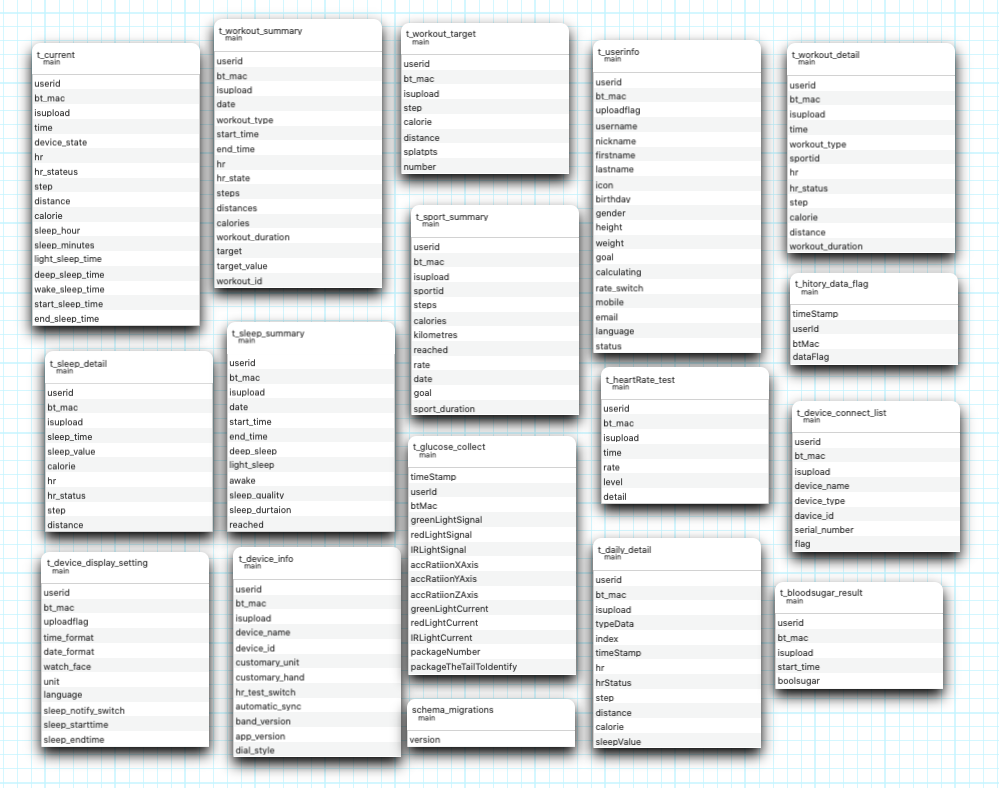 t_current
main
userid
bt_mac
isupload
time
device_state
hr
hr_stateus
step
distance
calorie
sleep_hour
sleep_minutes
light_sleep_time
deep_sleep_time
wake_sleep_time
start_sleep_time
end_sleep_time
t_workout_summary
main
userid
bt_mac
isupload
date
workout_type
start_time
end_time
hr
hr_state
steps
distances
calories
workout_duration
target
target_value
workout_id
t_workout_target
main
userid
bt_mac
isupload
step
calorie
distance
splatpts
number
t_userinfo
main
userid
bt_mac
uploadflag
username
nickname
firstname
lastname
icon
birthday
gender
height
weight
goal
calculating
rate_switch
mobile
email
language
status
t_workout_detail
main
userid
bt_mac
isupload
time
workout_type
sportid
hr
hr_status
step
calorie
distance
workout_duration
t_sport_summary
main
userid
bt_mac
isupload
sportid
steps
calories
kilometres
reached
rate
date
goal
sport_duration
t_hitory_data_flag
main
timeStamp
userId
btMac
dataFlag
t_sleep_detail
main
userid
bt_mac
isupload
sleep_time
sleep_value
calorie
hr
hr_status
step
distance
t_sleep_summary
main
userid
bt_mac
isupload
date
start_time
end_time
deep_sleep
light_sleep
awake
sleep_quality
sleep_durtaion
reached
t_glucose_collect
main
timeStamp
userId
btMac
greenLightSignal
redLightSignal
IRLightSignal
accRatiionXAxis
accRatiionYAxis
accRatiionZAxis
greenLightCurrent
redLightCurrent
IRLightCurrent
packageNumber
packageTheTailToIdentify
t_heartRate_test
main
userid
bt_mac
isupload
time
rate
level
detail
t_device_connect_list
main
userid
bt_mac
isupload
device_name
device_type
davice_id
serial_number
flag
t_device_display_setting
main
userid
bt_mac
uploadflag
time_format
date_format
watch_face
unit
language
sleep_notify_switch
sleep_starttime
sleep_endtime
t_device_info
main
userid
bt_mac
isupload
device_name
device_id
customary_unit
customary_hand
hr_test_switch
automatic_sync
band_version
app_version
dial_style
schema_migrations
main
version
t_daily_detail
main
userid
bt_mac
isupload
typeData
index
timeStamp
hr
hrStatus
step
distance
calorie
sleepValue
t_bloodsugar_result
main
userid
bt_mac
isupload
start_time
boolsugar